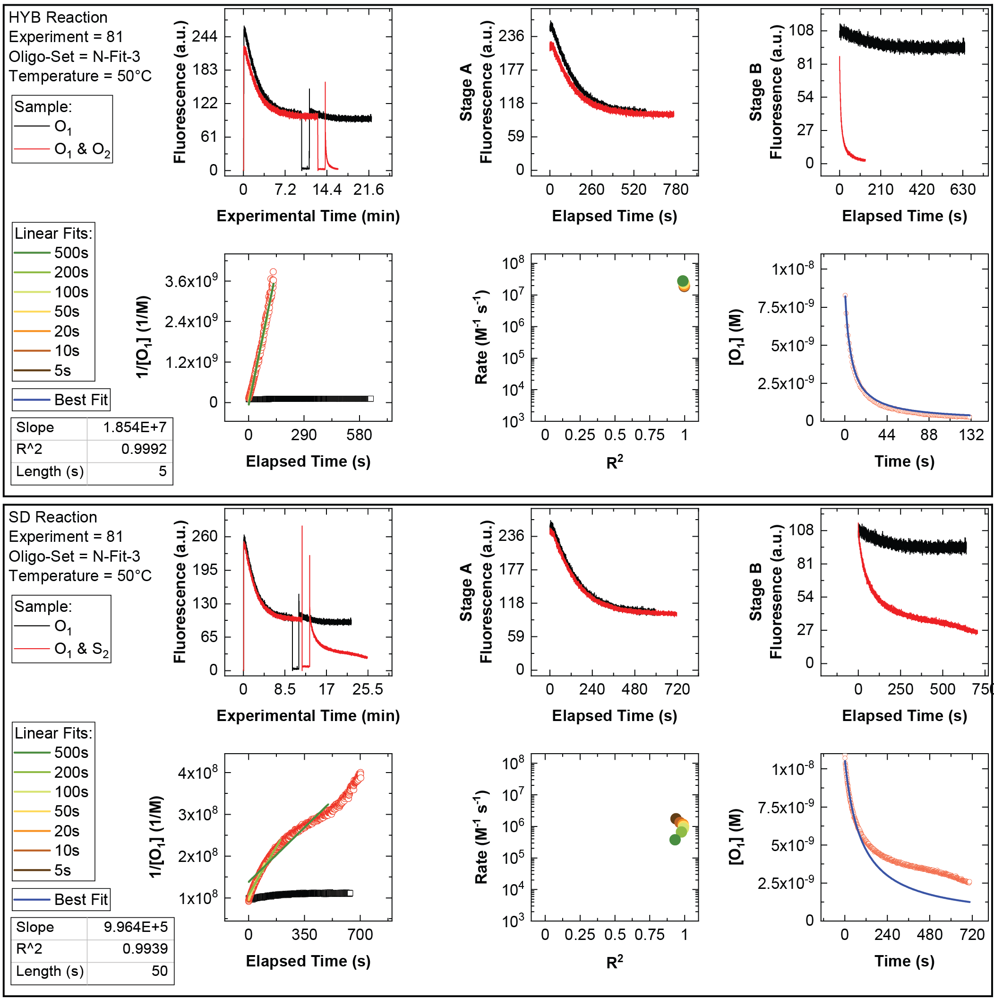 HYB Reaction
Experiment = 81
Oligo-Set = N-Fit-3
Temperature = 50°C
Sample:
O1
O1 & O2
Fluorescence (a.u.)
244
183
122
61
0
0 7.2 14.4 21.6
Experimental Time (min)
Stage A
Fluorescence (a.u.)
236
177
118
59
0
0 260 520 780
Elapsed Time (s)
Stage B
Fluoresence (a.u.)
108
81
54
27
0
0 210 420 630
Elapsed Time (s)
Linear Fits:
500s
200s
100s
50s
20s
10s
5s
Best Fit
Slope 1.854E+7
R^2 0.9992
Length (s) 5
1/[O1] (1/M)
3.6x10^9
2.4x10^9
1.2x10^9
0
0 290 580
Elapsed Time (s)
Rate (M^-1 s^-1)
10^8
10^7
10^6
10^5
10^4
10^3
0 0.25 0.5 0.75 1
R^2
[O1] (M)
1x10^-8
7.5x10^-9
5x10^-9
2.5x10^-9
0
0 44 88 132
Time (s)
SD Reaction
Experiment = 81
Oligo-Set = N-Fit-3
Temperature = 50°C
Sample:
O1
O1 & S2
Fluorescence (a.u.)
260
195
130
65
0
0 8.5 17 25.5
Experimental Time (min)
Stage A
Fluorescence (a.u.)
236
177
118
59
0
0 240 480 720
Elapsed Time (s)
Stage B
Fluoresence (a.u.)
108
81
54
27
0
0 250 500 750
Elapsed Time (s)
Linear Fits:
500s
200s
100s
50s
20s
10s
5s
Best Fit
Slope 9.964E+5
R^2 0.9939
Length (s) 50
1/[O1] (1/M)
4x10^8
3x10^8
2x10^8
1x10^8
0 350 700
Elapsed Time (s)
Rate (M^-1 s^-1)
10^8
10^7
10^6
10^5
10^4
10^3
0 0.25 0.5 0.75 1
R^2
[O1] (M)
1x10^-8
7.5x10^-9
5x10^-9
2.5x10^-9
0
0 240 480 720
Time (s)